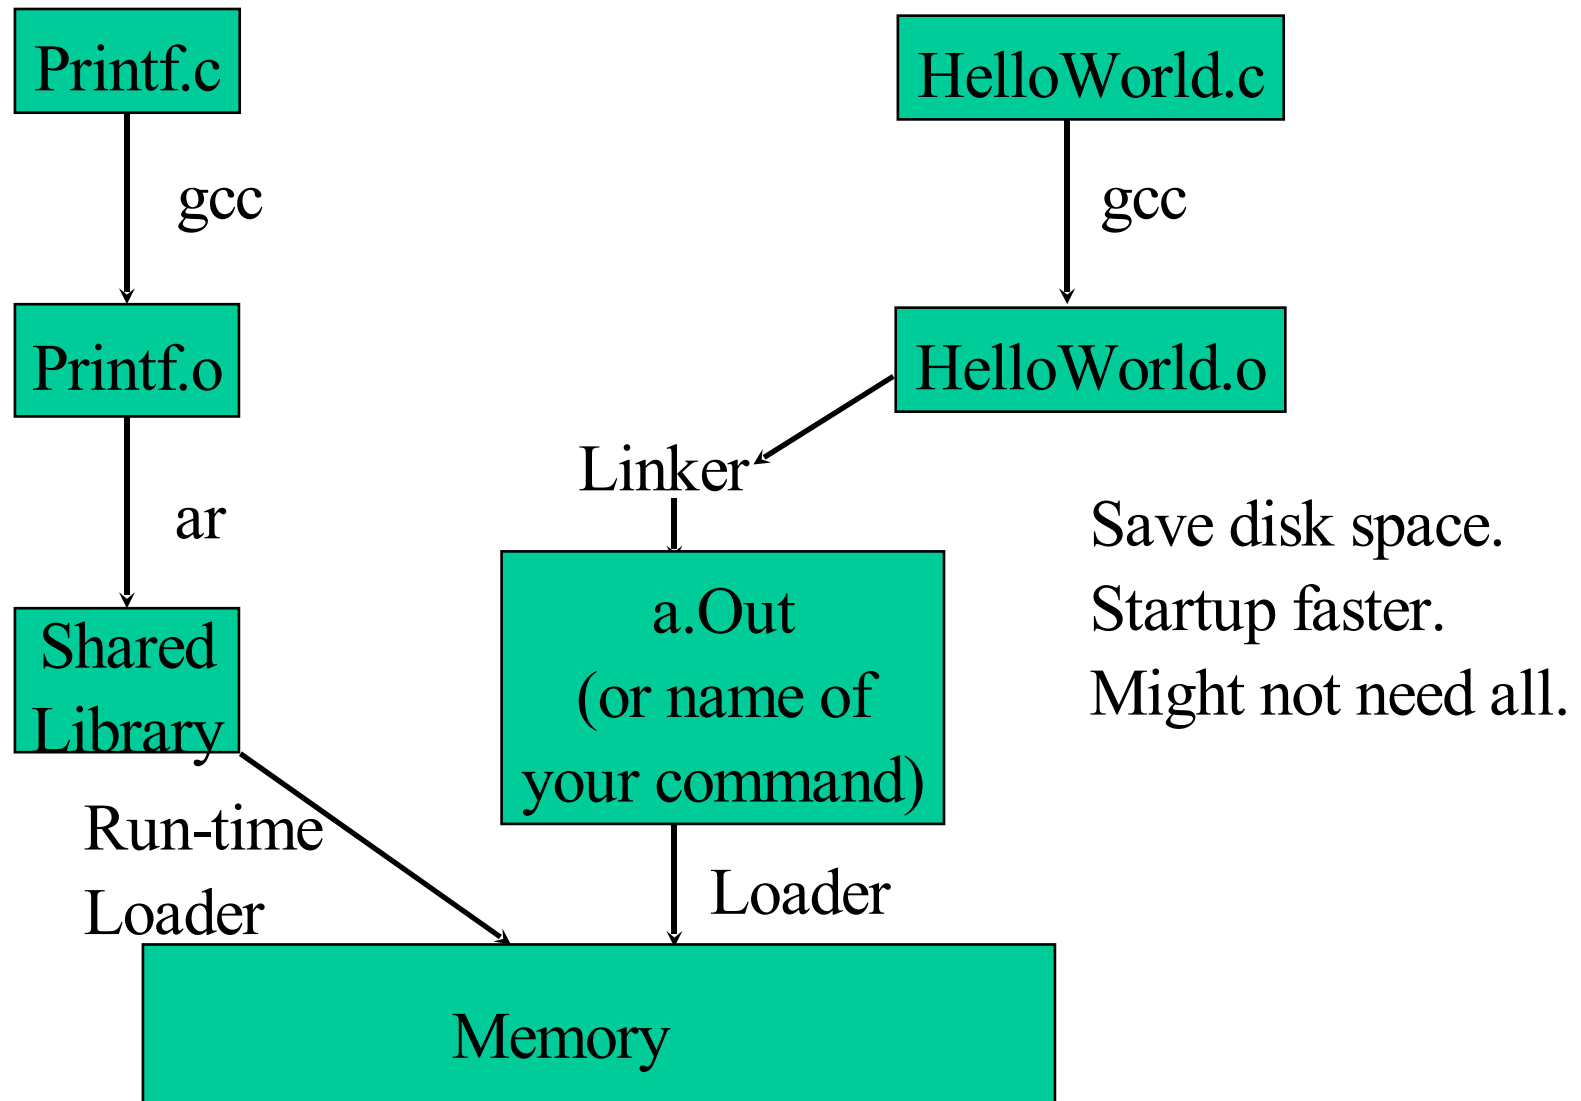 Printf.c
HelloWorld.c
gcc
gcc
Printf.o
HelloWorld.o
Linker
ar
Save disk space.
Startup faster.
Might not need all.
a.Out
(or name of
your command)
Shared
Library
Run-time
Loader
Loader
Memory